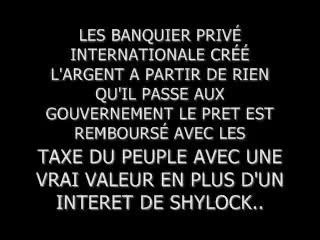 LES BANQUIER PRIVÉ
INTERNATIONALE CRÉÉ
L'ARGENT A PARTIR DE RIEN
QU'IL PASSE AUX
GOUVERNEMENT LE PRET EST
REMBOURSÉ AVEC LES
TAXE DU PEUPLE AVEC UNE
VRAI VALEUR EN PLUS D'UN
INTERET DE SHYLOCK..